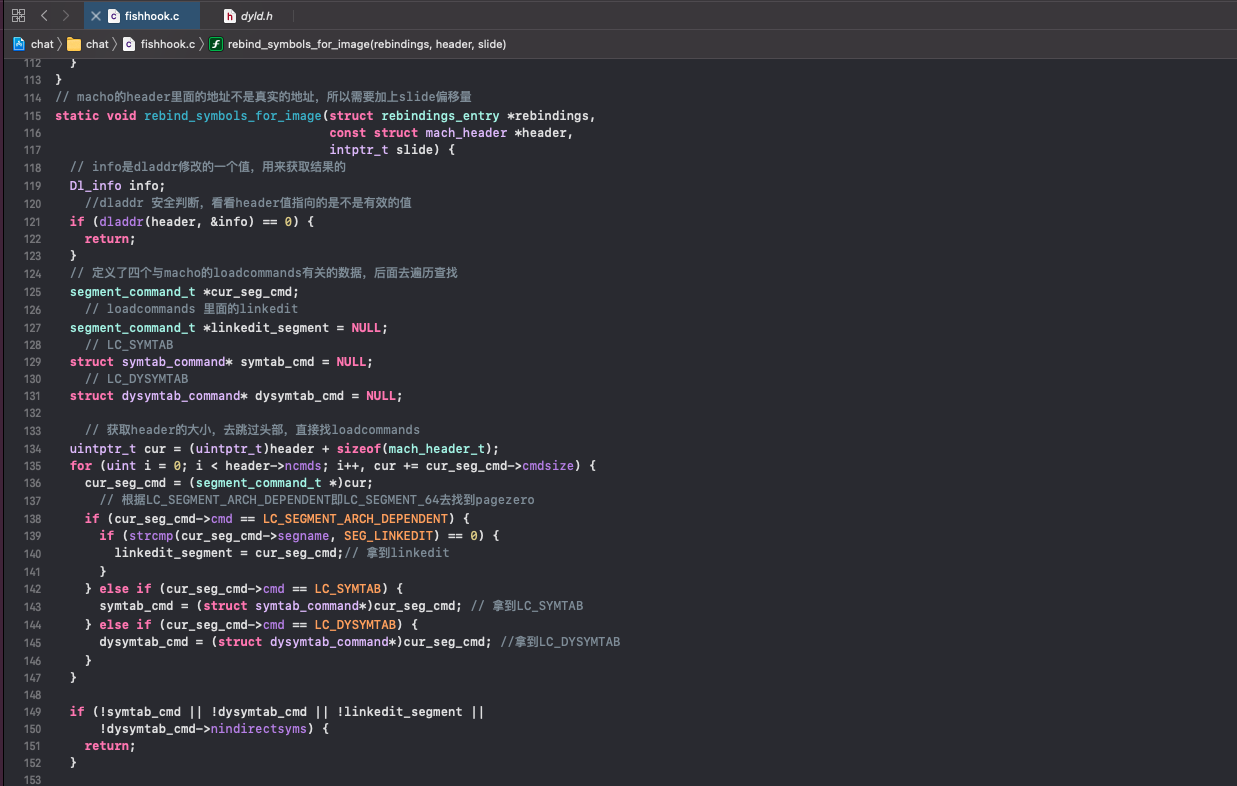 fishhook.c
dyld.h
chat 〉 chat 〉 fishhook.c 〉 rebind_symbols_for_image(rebindings, header, slide)
112 }
113 }
114 // macho的header里面的地址不是真实的地址，所以需要加上slide偏移量
115 static void rebind_symbols_for_image(struct rebindings_entry *rebindings,
116 const struct mach_header *header,
117 intptr_t slide) {
118 // info是dladdr修改的一个值，用来获取结果的
119 Dl_info info;
120 //dladdr 安全判断，看看header值指向的是不是有效的值
121 if (dladdr(header, &info) == 0) {
122 return;
123 }
124 // 定义了四个与macho的loadcommands有关的数据，后面去遍历查找
125 segment_command_t *cur_seg_cmd;
126 // loadcommands 里面的linkedit
127 segment_command_t *linkedit_segment = NULL;
128 // LC_SYMTAB
129 struct symtab_command* symtab_cmd = NULL;
130 // LC_DYSYMTAB
131 struct dysymtab_command* dysymtab_cmd = NULL;
132
133 // 获取header的大小，去跳过头部，直接找loadcommands
134 uintptr_t cur = (uintptr_t)header + sizeof(mach_header_t);
135 for (uint i = 0; i < header->ncmds; i++, cur += cur_seg_cmd->cmdsize) {
136 cur_seg_cmd = (segment_command_t *)cur;
137 // 根据LC_SEGMENT_ARCH_DEPENDENT即LC_SEGMENT_64去找到pagezero
138 if (cur_seg_cmd->cmd == LC_SEGMENT_ARCH_DEPENDENT) {
139 if (strcmp(cur_seg_cmd->segname, SEG_LINKEDIT) == 0) {
140 linkedit_segment = cur_seg_cmd;// 拿到linkedit
141 }
142 } else if (cur_seg_cmd->cmd == LC_SYMTAB) {
143 symtab_cmd = (struct symtab_command*)cur_seg_cmd; // 拿到LC_SYMTAB
144 } else if (cur_seg_cmd->cmd == LC_DYSYMTAB) {
145 dysymtab_cmd = (struct dysymtab_command*)cur_seg_cmd; //拿到LC_DYSYMTAB
146 }
147 }
148
149 if (!symtab_cmd || !dysymtab_cmd || !linkedit_segment ||
150 !dysymtab_cmd->nindirectsyms) {
151 return;
152 }
153